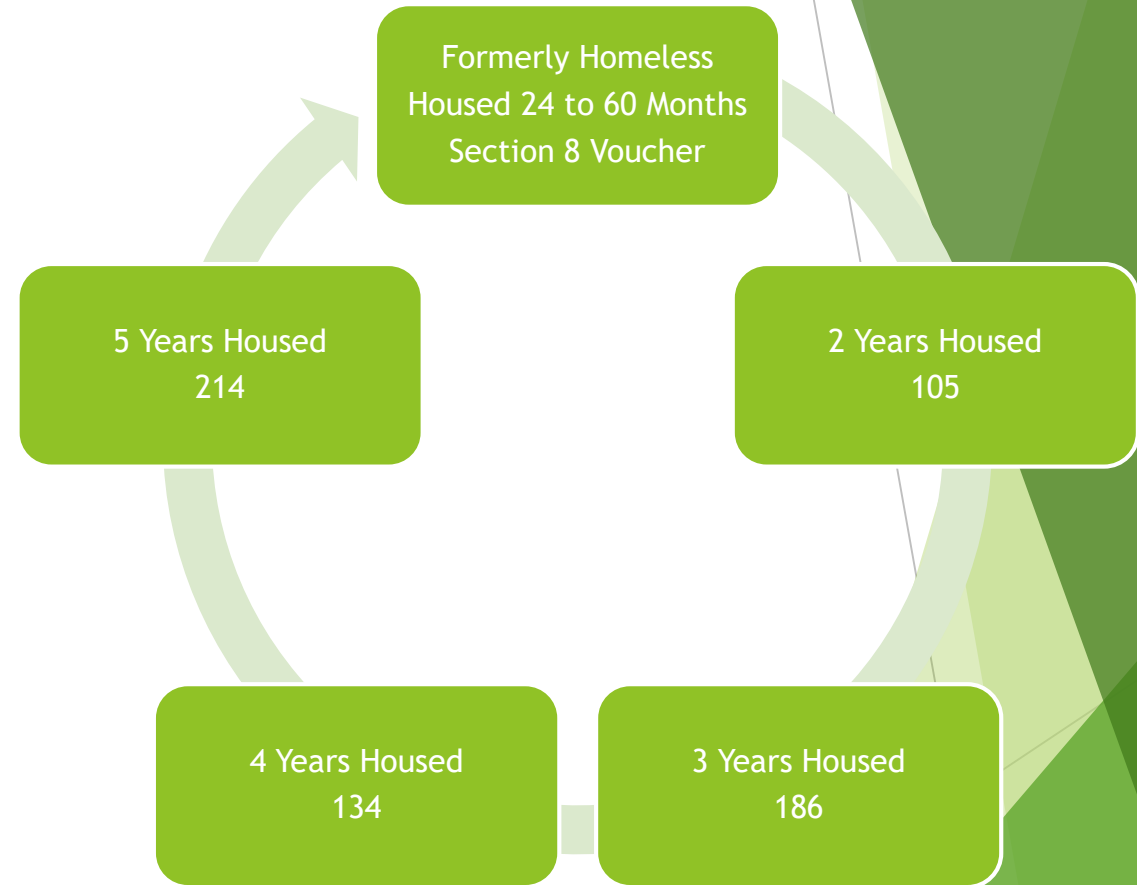 Formerly Homeless
Housed 24 to 60 Months
Section 8 Voucher
2 Years Housed
105
3 Years Housed
186
4 Years Housed
134
5 Years Housed
214